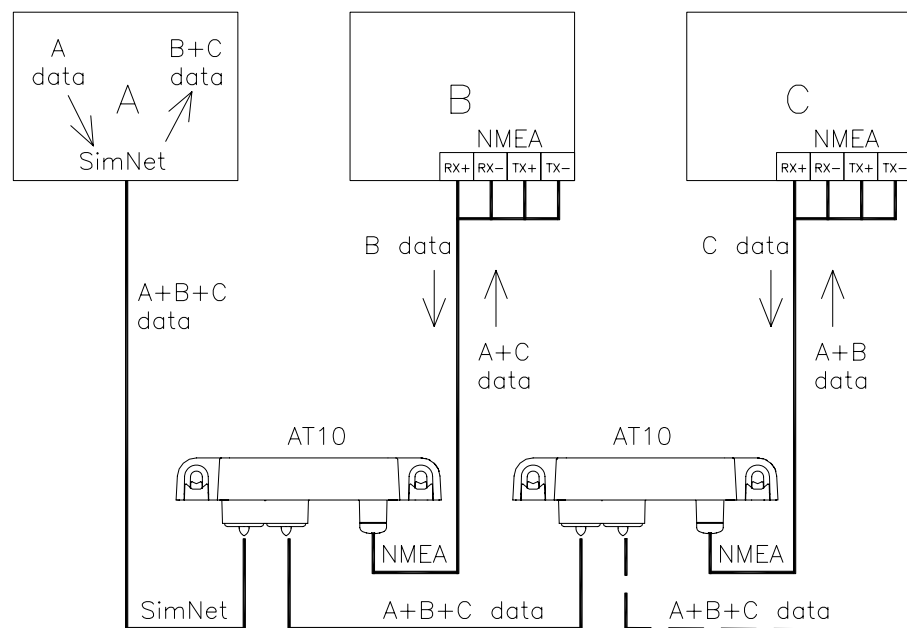 A
data
B+C
data
A
SimNet
B
NMEA
RX+ RX- TX+ TX-
C
NMEA
RX+ RX- TX+ TX-
B data
C data
A+B+C
data
A+C
data
A+B
data
AT10
AT10
NMEA
NMEA
SimNet
A+B+C data
A+B+C data